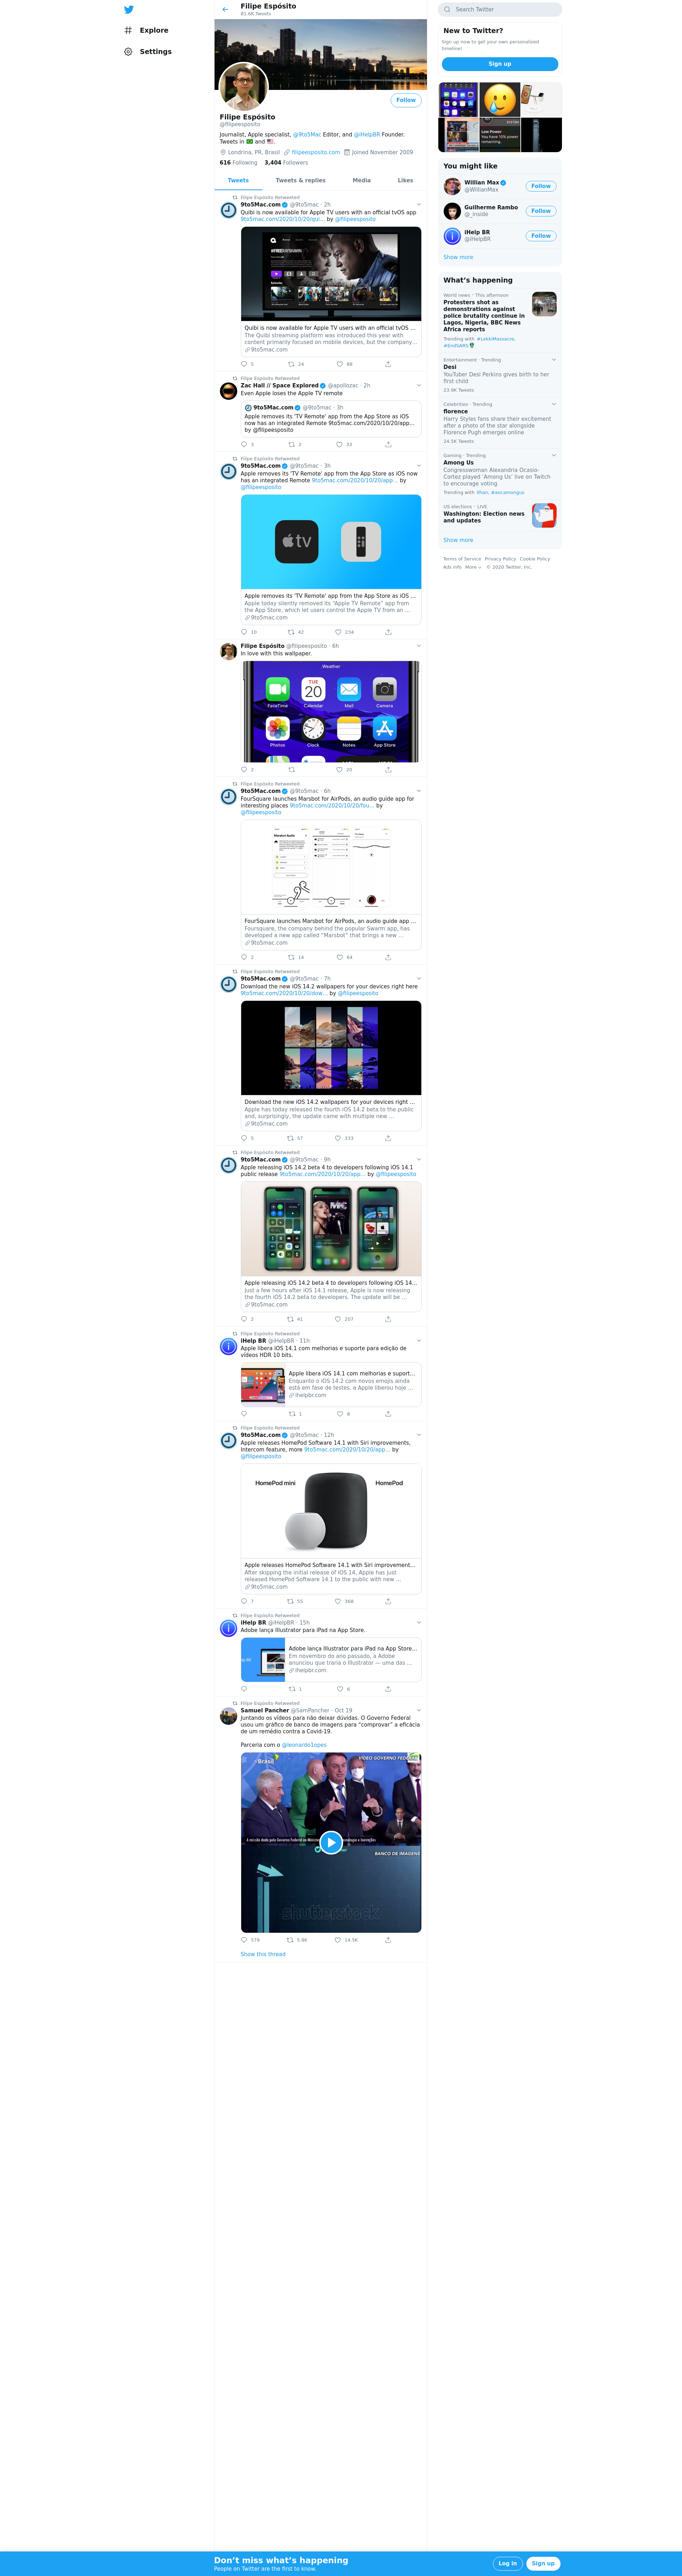 Explore
Settings
Filipe Espósito
81.6K Tweets
Follow
Filipe Espósito
@filipeesposito
Journalist, Apple specialist, @9to5Mac Editor, and @iHelpBR Founder.
Tweets in 🇧🇷 and 🇺🇸.
Londrina, PR, Brasil filipeesposito.com Joined November 2009
616 Following 3,404 Followers
Tweets Tweets & replies Media Likes
Filipe Espósito Retweeted
9to5Mac.com @9to5mac · 2h
Quibi is now available for Apple TV users with an official tvOS app
9to5mac.com/2020/10/20/qui... by @filipeesposito
#FREERAYSHAWN
Episodes
Quibi is now available for Apple TV users with an official tvOS ...
The Quibi streaming platform was introduced this year with
content primarily focused on mobile devices, but the company...
9to5mac.com
5 24 88
Filipe Espósito Retweeted
Zac Hall // Space Explored @apollozac · 2h
Even Apple loses the Apple TV remote
9to5Mac.com @9to5mac · 3h
Apple removes its ‘TV Remote’ app from the App Store as iOS
now has an integrated Remote 9to5mac.com/2020/10/20/app...
by @filipeesposito
3 2 33
Filipe Espósito Retweeted
9to5Mac.com @9to5mac · 3h
Apple removes its ‘TV Remote’ app from the App Store as iOS now
has an integrated Remote 9to5mac.com/2020/10/20/app... by
@filipeesposito
tv
Apple removes its ‘TV Remote’ app from the App Store as iOS ...
Apple today silently removed its “Apple TV Remote” app from
the App Store, which let users control the Apple TV from an ...
9to5mac.com
10 42 234
Filipe Espósito @filipeesposito · 6h
In love with this wallpaper.
Weather
TUE
20
FaceTime Calendar Mail Camera
Photos Clock Notes App Store
2 20
Filipe Espósito Retweeted
9to5Mac.com @9to5mac · 6h
FourSquare launches Marsbot for AirPods, an audio guide app for
interesting places 9to5mac.com/2020/10/20/fou... by
@filipeesposito
Marsbot Audio
FourSquare launches Marsbot for AirPods, an audio guide app ...
Foursquare, the company behind the popular Swarm app, has
developed a new app called “Marsbot” that brings a new ...
9to5mac.com
2 14 64
Filipe Espósito Retweeted
9to5Mac.com @9to5mac · 7h
Download the new iOS 14.2 wallpapers for your devices right here
9to5mac.com/2020/10/20/dow... by @filipeesposito
Download the new iOS 14.2 wallpapers for your devices right ...
Apple has today released the fourth iOS 14.2 beta to the public
and, surprisingly, the update came with multiple new ...
9to5mac.com
5 57 333
Filipe Espósito Retweeted
9to5Mac.com @9to5mac · 9h
Apple releasing iOS 14.2 beta 4 to developers following iOS 14.1
public release 9to5mac.com/2020/10/20/app... by @filipeesposito
Apple releasing iOS 14.2 beta 4 to developers following iOS 14...
Just a few hours after iOS 14.1 release, Apple is now releasing
the fourth iOS 14.2 beta to developers. The update will be ...
9to5mac.com
2 41 207
Filipe Espósito Retweeted
iHelp BR @iHelpBR · 11h
Apple libera iOS 14.1 com melhorias e suporte para edição de
vídeos HDR 10 bits.
Apple libera iOS 14.1 com melhorias e suport...
Enquanto o iOS 14.2 com novos emojis ainda
está em fase de testes, a Apple liberou hoje ...
ihelpbr.com
1 8
Filipe Espósito Retweeted
9to5Mac.com @9to5mac · 12h
Apple releases HomePod Software 14.1 with Siri improvements,
Intercom feature, more 9to5mac.com/2020/10/20/app... by
@filipeesposito
HomePod mini HomePod
Apple releases HomePod Software 14.1 with Siri improvement...
After skipping the initial release of iOS 14, Apple has just
released HomePod Software 14.1 to the public with new ...
9to5mac.com
7 55 368
Filipe Espósito Retweeted
iHelp BR @iHelpBR · 15h
Adobe lança Illustrator para iPad na App Store.
Adobe lança Illustrator para iPad na App Store...
Em novembro do ano passado, a Adobe
anunciou que traria o Illustrator — uma das ...
ihelpbr.com
1 6
Filipe Espósito Retweeted
Samuel Pancher @SamPancher · Oct 19
Juntando os vídeos para não deixar dúvidas. O Governo Federal
usou um gráfico de banco de imagens para “comprovar” a eficácia
de um remédio contra a Covid-19.
Parceria com o @leonardo1opes
Brasil
VÍDEO GOVERNO FEDERAL
BANCO DE IMAGENS
shutterstock
579 5.8K 14.5K
Show this thread
Search Twitter
New to Twitter?
Sign up now to get your own personalized
timeline!
Sign up
Low Power
You have 10% power
remaining.
You might like
Willian Max
@WillianMax
Follow
Guilherme Rambo
@_inside
Follow
iHelp BR
@iHelpBR
Follow
Show more
What’s happening
World news · This afternoon
Protesters shot as
demonstrations against
police brutality continue in
Lagos, Nigeria, BBC News
Africa reports
Trending with #LekkiMassacre,
#EndSARS
Entertainment · Trending
Desi
YouTuber Desi Perkins gives birth to her
first child
23.9K Tweets
Celebrities · Trending
florence
Harry Styles fans share their excitement
after a photo of the star alongside
Florence Pugh emerges online
24.5K Tweets
Gaming · Trending
Among Us
Congresswoman Alexandria Ocasio-
Cortez played ‘Among Us’ live on Twitch
to encourage voting
Trending with Ilhan, #aocamongus
US elections · LIVE
Washington: Election news
and updates
Show more
Terms of Service Privacy Policy Cookie Policy
Ads info More © 2020 Twitter, Inc.
Don’t miss what’s happening
People on Twitter are the first to know.
Log in Sign up